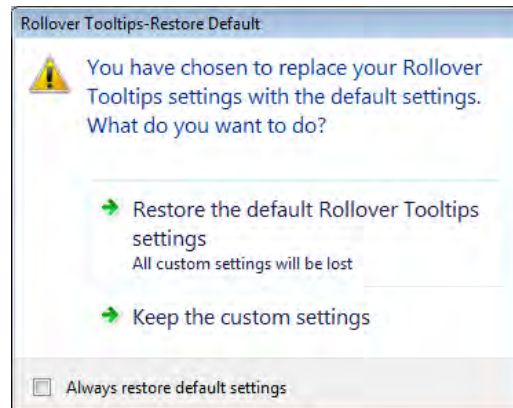 Rollover Tooltips-Restore Default
You have chosen to replace your Rollover
Tooltips settings with the default settings.
What do you want to do?
Restore the default Rollover Tooltips
settings
All custom settings will be lost
Keep the custom settings
Always restore default settings